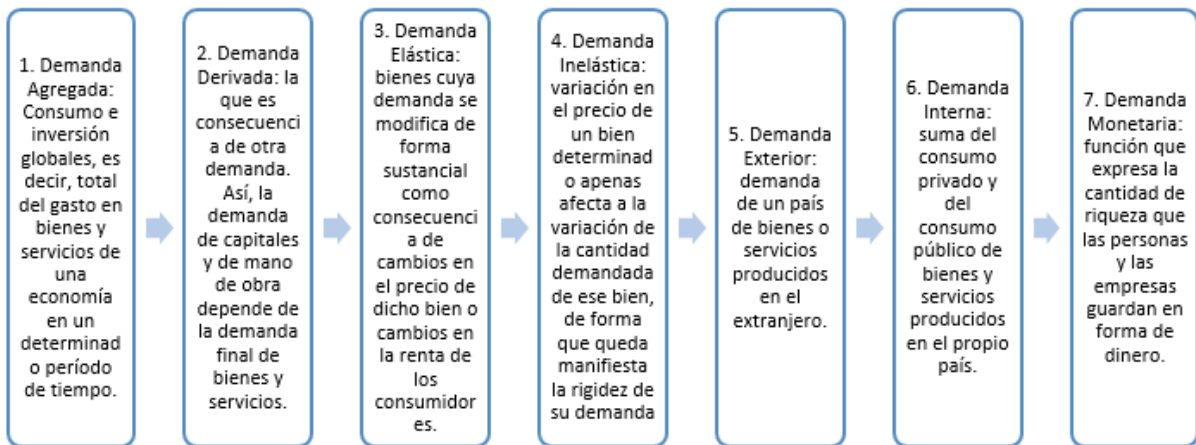 1. Demanda
Agregada:
Consumo e
inversión
globales, es
decir, total
del gasto en
bienes y
servicios de
una
economía
en un
determinad
o período
de tiempo.
2. Demanda
Derivada: la
que es
consecuenci
a de otra
demanda.
Así, la
demanda
de capitales
y de mano
de obra
depende de
la demanda
final de
bienes y
servicios.
3. Demanda
Elástica:
bienes cuya
demanda se
modifica de
forma
sustancial
como
consecuenci
a de
cambios en
el precio de
dicho bien o
cambios en
la renta de
los
consumidor
es.
4. Demanda
Inelástica:
variación en
el precio de
un bien
determinad
o apenas
afecta a la
variación de
la cantidad
demandada
de ese bien,
de forma
que queda
manifiesta
la rigidez de
su demanda
5. Demanda
Exterior:
demanda
de un país
de bienes o
servicios
producidos
en el
extranjero.
6. Demanda
Interna:
suma del
consumo
privado y
del
consumo
público de
bienes y
servicios
producidos
en el propio
país.
7. Demanda
Monetaria:
función que
expresa la
cantidad de
riqueza que
las personas
y las
empresas
guardan en
forma de
dinero.